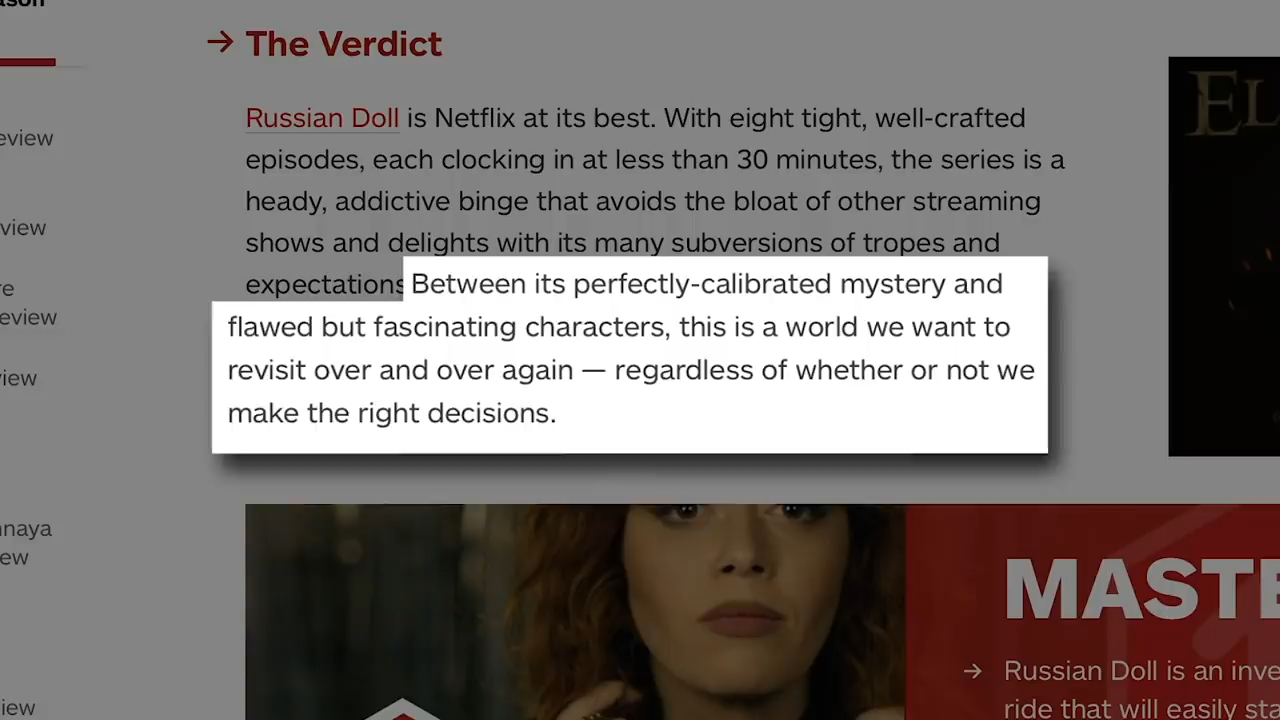 The Verdict
Russian Doll is Netflix at its best. With eight tight, well-crafted
episodes, each clocking in at less than 30 minutes, the series is a
heady, addictive binge that avoids the bloat of other streaming
shows and delights with its many subversions of tropes and
expectations
Between its perfectly-calibrated mystery and
flawed but fascinating characters, this is a world we want to
revisit over and over again — regardless of whether or not we
make the right decisions.
eview
view
re
eview
view
nnaya
ew
iew
EL
MASTE
→ Russian Doll is an inve
ride that will easily sta